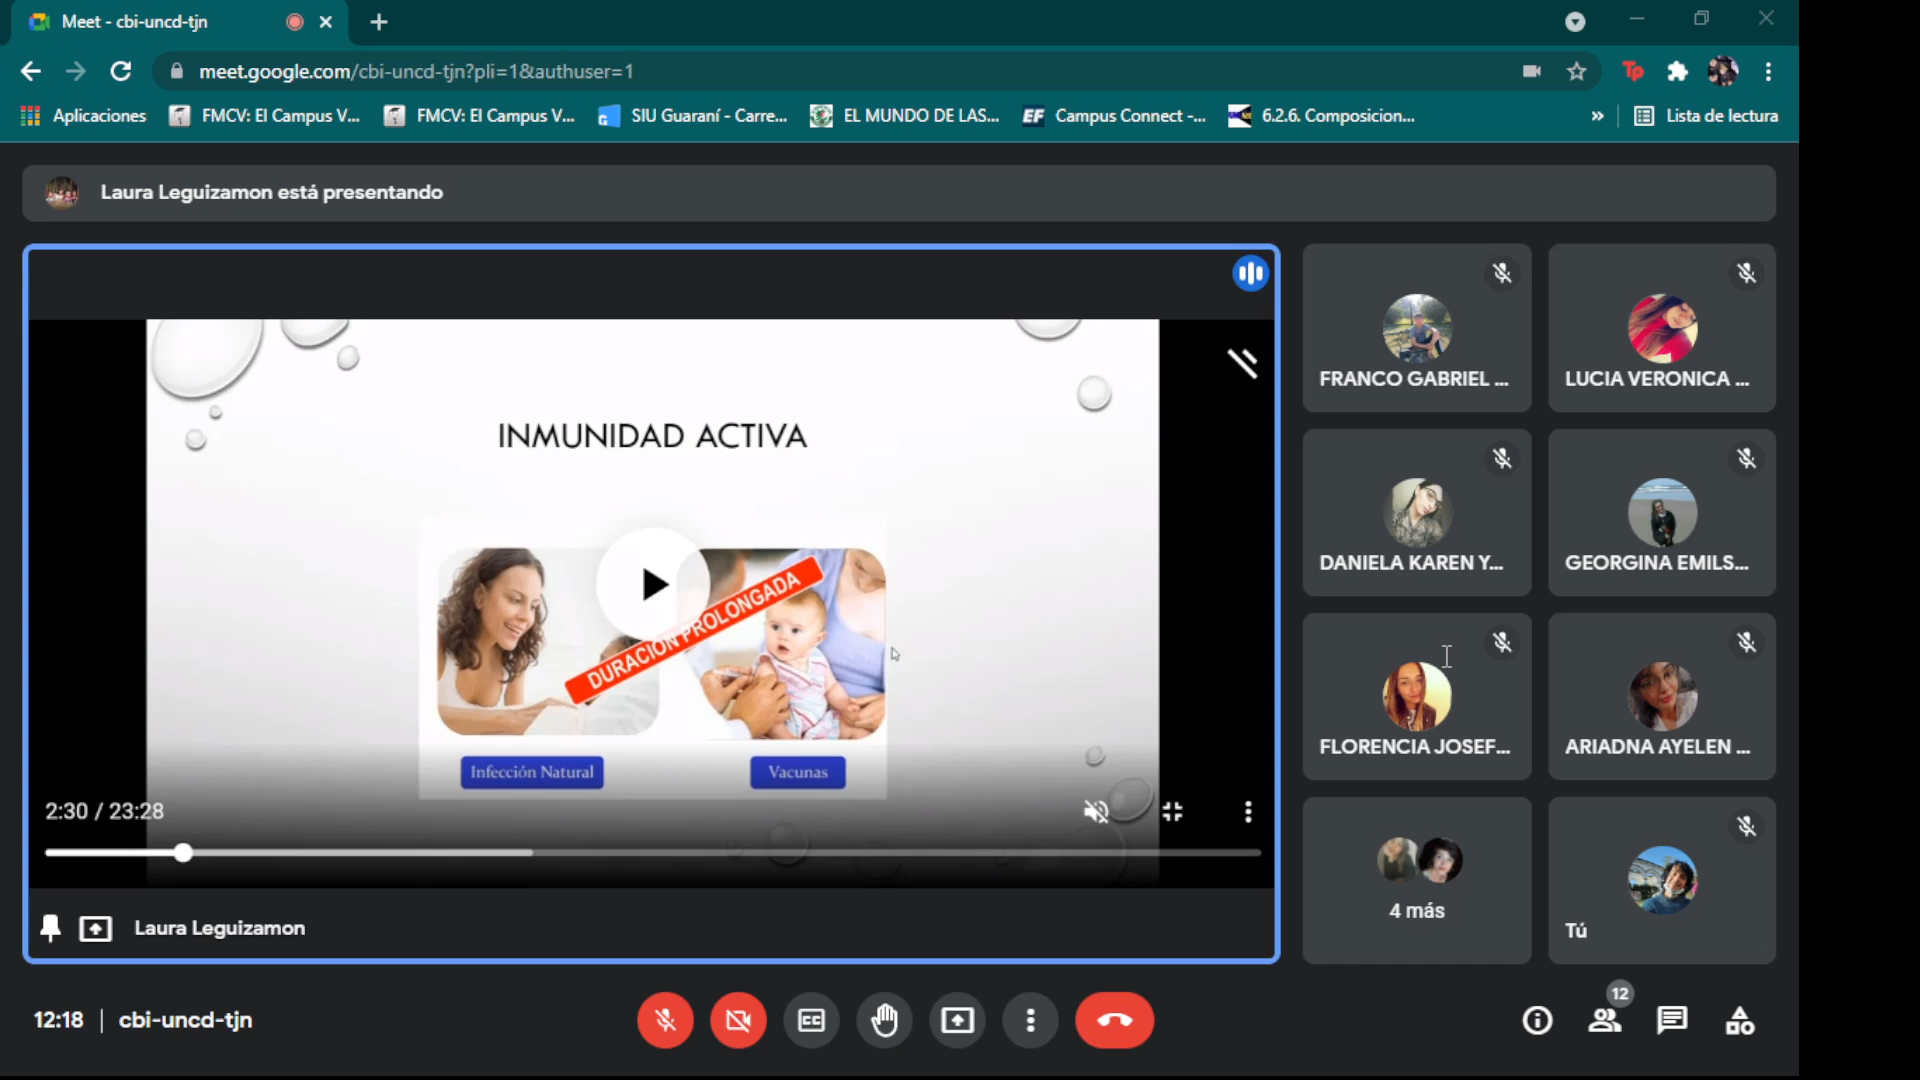 Meet - cbi-uncd-tjn
meet.google.com/cbi-uncd-tjn?pli=1&authuser=1
Tp
Aplicaciones
FMCV: El Campus V...
FMCV: El Campus V...
SIU Guaraní - Carre...
EL MUNDO DE LAS...
EF Campus Connect -...
6.2.6. Composicion...
»
Lista de lectura
Laura Leguizamon está presentando
INMUNIDAD ACTIVA
DURACIÓN PROLONGADA
Infección Natural
Vacunas
2:30 / 23:28
Laura Leguizamon
FRANCO GABRIEL ...
LUCIA VERONICA ...
DANIELA KAREN Y...
GEORGINA EMILS...
FLORENCIA JOSEF...
ARIADNA AYELEN ...
4 más
Tú
12:18 | cbi-uncd-tjn
12